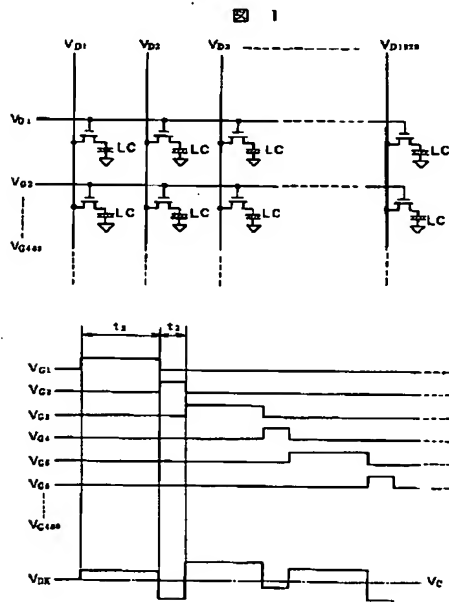 図 1
VD1 VD2 VD3
VG1
LC LC LC LC
VG2
LC LC LC LC
VG480
t1 t2
VG1
VG2
VG3
VG4
VG5
VG6
VG480
VDK VC